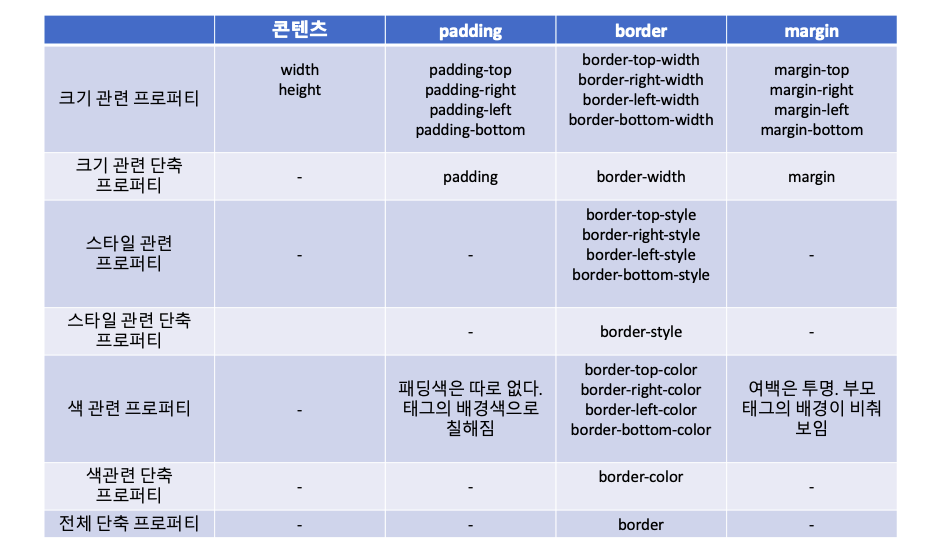 콘텐츠 padding border margin
크기 관련 프로퍼티
width
height
padding-top
padding-right
padding-left
padding-bottom
border-top-width
border-right-width
border-left-width
border-bottom-width
margin-top
margin-right
margin-left
margin-bottom
크기 관련 단축
프로퍼티
-
padding
border-width
margin
스타일 관련
프로퍼티
-
-
border-top-style
border-right-style
border-left-style
border-bottom-style
-
스타일 관련 단축
프로퍼티
-
border-style
-
색 관련 프로퍼티
-
패딩색은 따로 없다.
태그의 배경색으로
칠해짐
border-top-color
border-right-color
border-left-color
border-bottom-color
여백은 투명. 부모
태그의 배경이 비춰
보임
색관련 단축
프로퍼티
-
-
border-color
-
전체 단축 프로퍼티
-
-
border
-